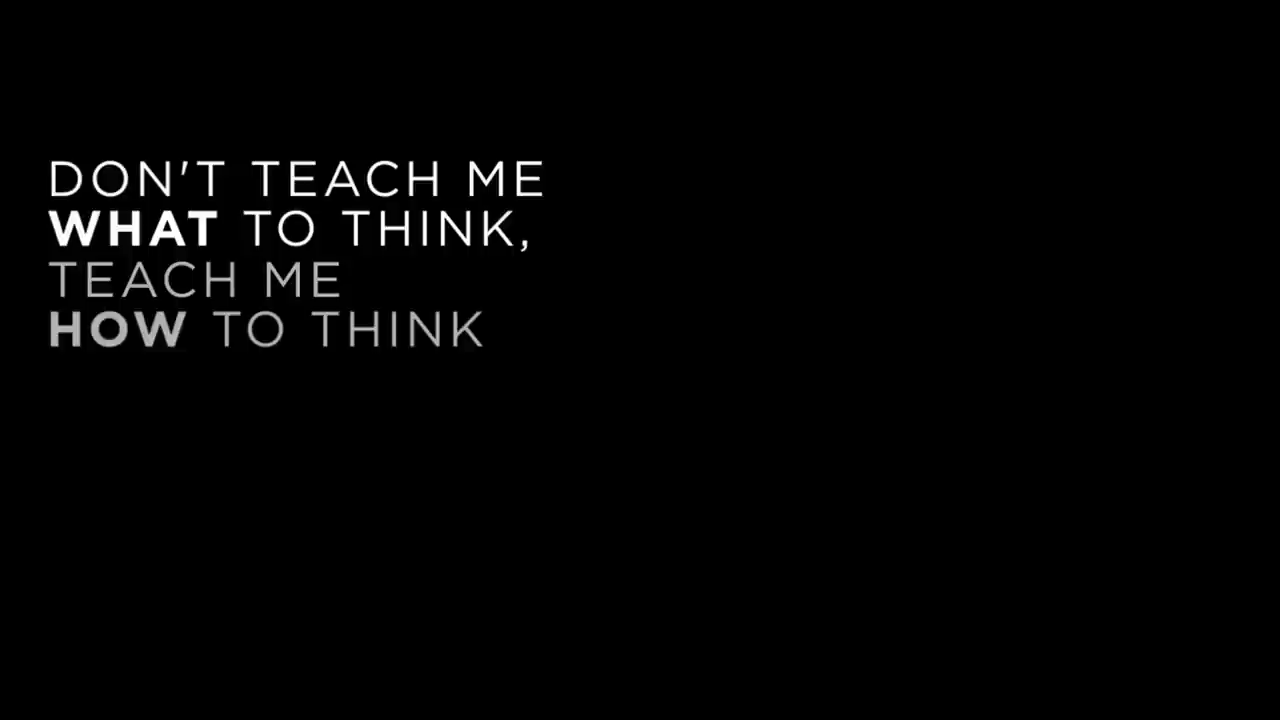 DON'T TEACH ME
WHAT TO THINK,
TEACH ME
HOW TO THINK